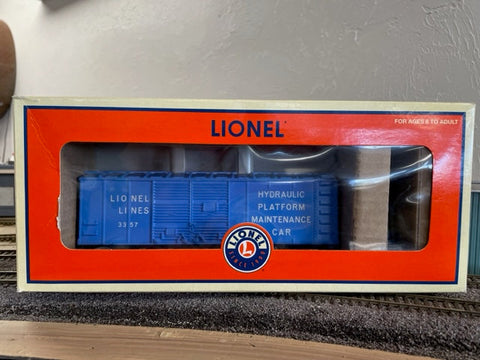 LIONEL
FOR AGES 8 TO ADULT
LIONEL
LINES
3357
HYDRAULIC
PLATFORM
MAINTENANCE
CAR
LIONEL
L
SINCE 1900